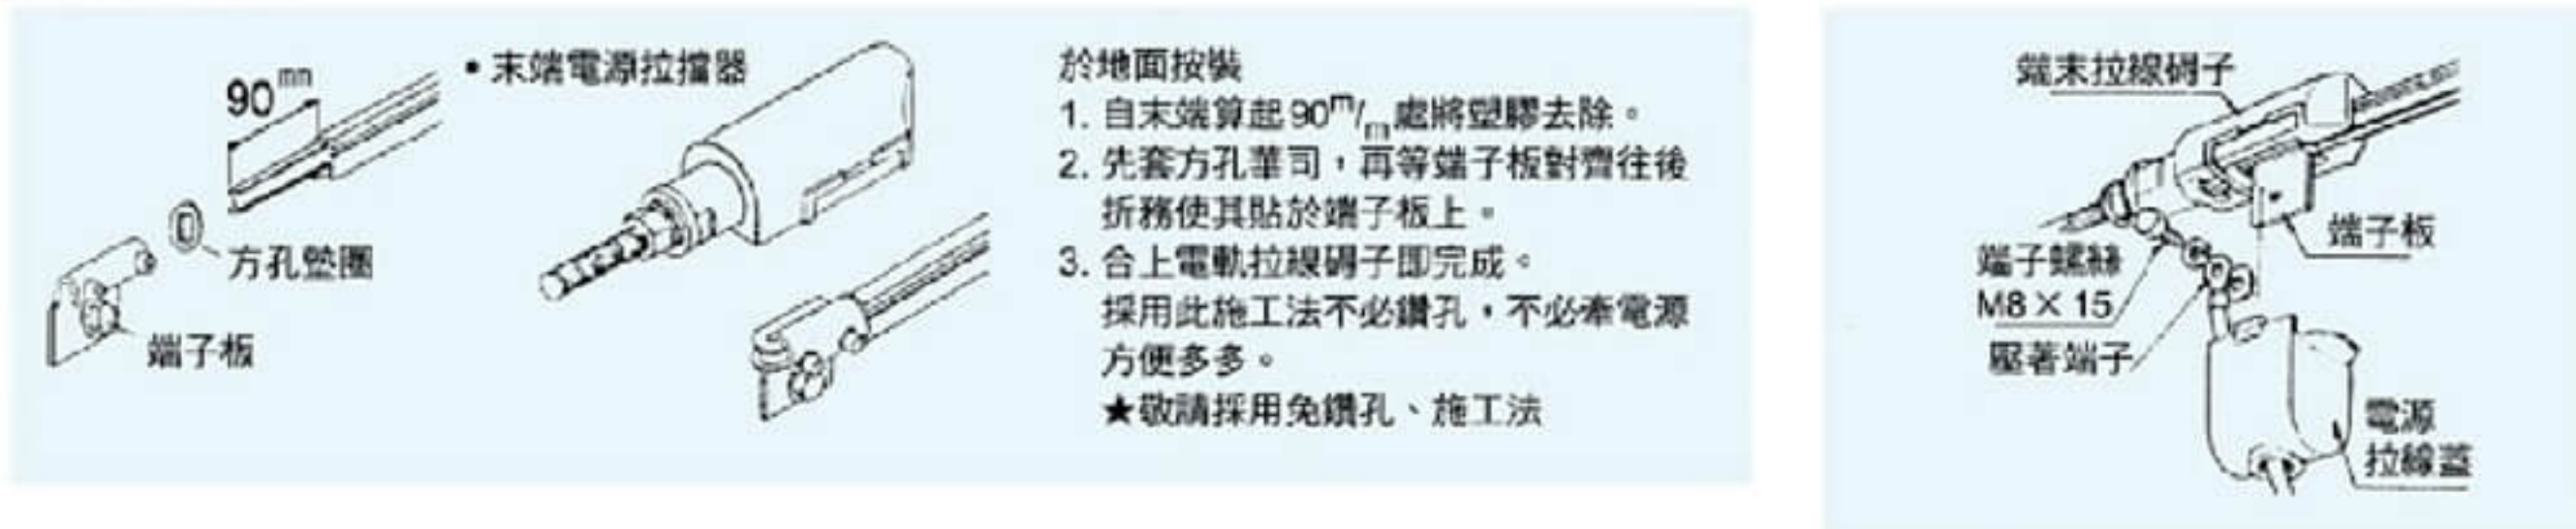 90mm
• 末端電源拉擋器
方孔墊圈
端子板
於地面按裝
1. 自末端算起90m/m處將塑膠去除。
2. 先套方孔華司,再等端子板對齊往後
折務使其貼於端子板上。
3. 合上電軌拉線碍子即完成。
採用此施工法不必鑽孔,不必牽電源
方便多多。
★敬請採用免鑽孔、施工法
端末拉線碍子
端子板
端子螺絲
M8×15
壓著端子
電源
拉線蓋